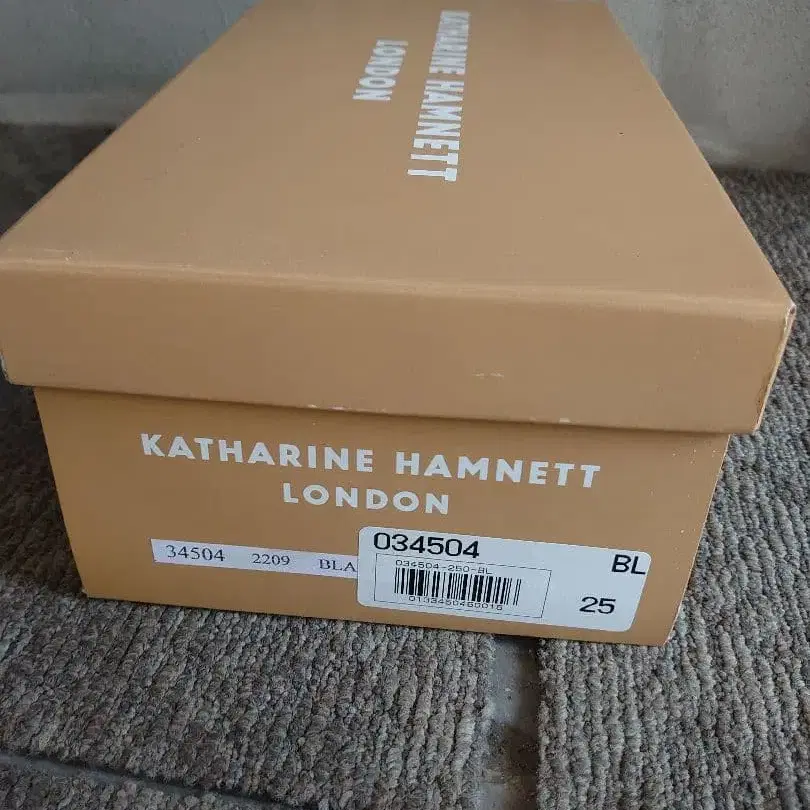 KATHARINE HAMNETT
LONDON
KATHARINE HAMNETT
LONDON
34504 2209 BLA
034504
BL
034504-250-BL
25